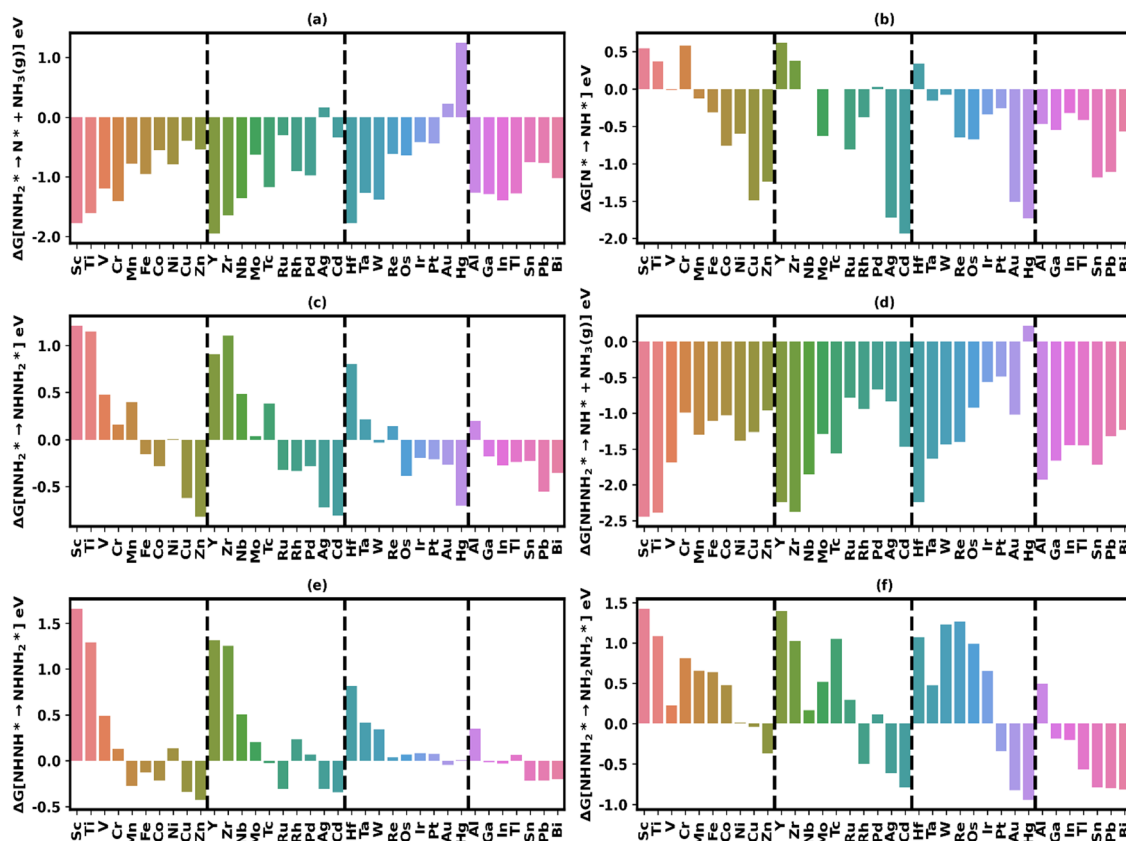 (a)
ΔG[NNH₂* → N* + NH₃(g)] eV
1.0
0.0
-1.0
-2.0
Sc Ti V Cr Mn Fe Co Ni Cu Zn Y Zr Nb Mo Tc Ru Rh Pd Ag Cd Hf Ta W Re Os Ir Pt Au Hg Al Ga In Tl Sn Pb Bi
(b)
ΔG[N* → NH*] eV
0.5
0.0
-0.5
-1.0
-1.5
-2.0
Sc Ti V Cr Mn Fe Co Ni Cu Zn Y Zr Nb Mo Tc Ru Rh Pd Ag Cd Hf Ta W Re Os Ir Pt Au Hg Al Ga In Tl Sn Pb Bi
(c)
ΔG[NNH₂* → NHNH₂*] eV
1.0
0.5
0.0
-0.5
Sc Ti V Cr Mn Fe Co Ni Cu Zn Y Zr Nb Mo Tc Ru Rh Pd Ag Cd Hf Ta W Re Os Ir Pt Au Hg Al Ga In Tl Sn Pb Bi
(d)
ΔG[NHNH₂* → NH* + NH₃(g)] eV
0.0
-0.5
-1.0
-1.5
-2.0
-2.5
Sc Ti V Cr Mn Fe Co Ni Cu Zn Y Zr Nb Mo Tc Ru Rh Pd Ag Cd Hf Ta W Re Os Ir Pt Au Hg Al Ga In Tl Sn Pb Bi
(e)
ΔG[NHNH* → NHNH₂*] eV
1.5
1.0
0.5
0.0
-0.5
Sc Ti V Cr Mn Fe Co Ni Cu Zn Y Zr Nb Mo Tc Ru Rh Pd Ag Cd Hf Ta W Re Os Ir Pt Au Hg Al Ga In Tl Sn Pb Bi
(f)
ΔG[NHNH₂* → NH₂NH₂*] eV
1.5
1.0
0.5
0.0
-0.5
-1.0
Sc Ti V Cr Mn Fe Co Ni Cu Zn Y Zr Nb Mo Tc Ru Rh Pd Ag Cd Hf Ta W Re Os Ir Pt Au Hg Al Ga In Tl Sn Pb Bi